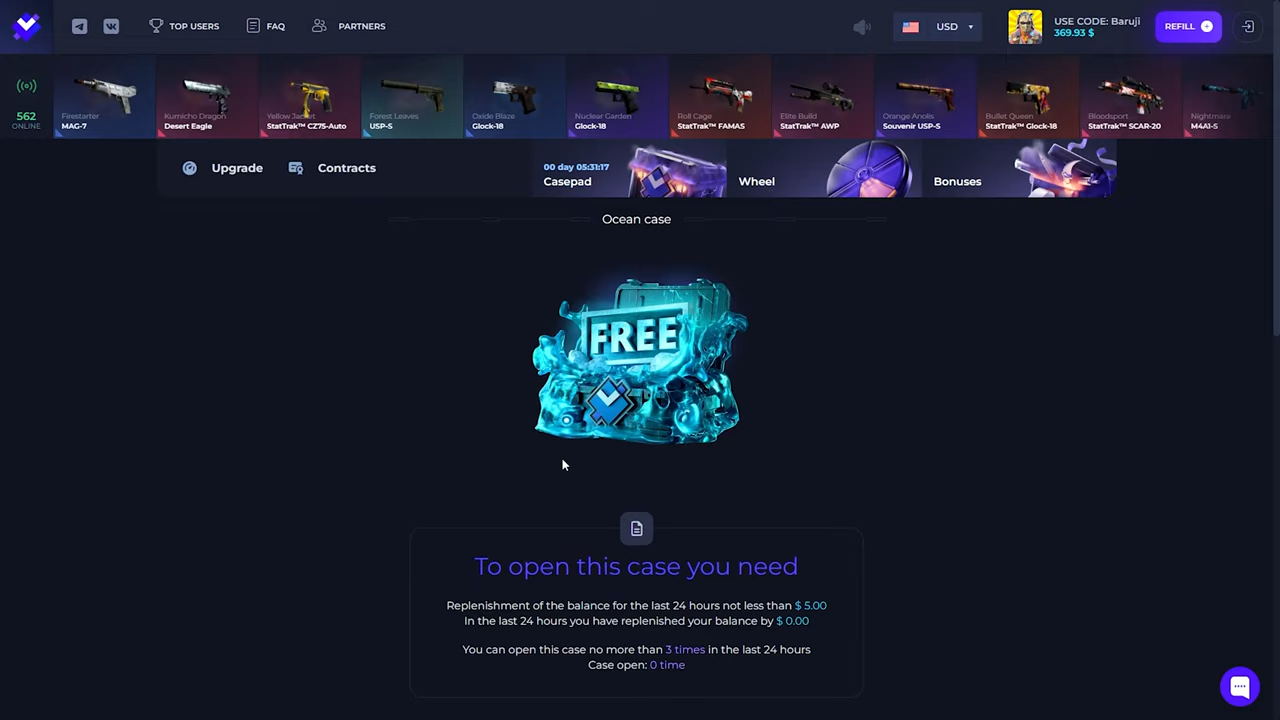 TOP USERS
FAQ
PARTNERS
USD
USE CODE: Baruji
369.93 $
REFILL
562
ONLINE
Firestarter
MAG-7
Kumicho Dragon
Desert Eagle
Yellow Jacket
StatTrak™ CZ75-Auto
Forest Leaves
USP-S
Oxide Blaze
Glock-18
Nuclear Garden
Glock-18
Roll Cage
StatTrak™ FAMAS
Elite Build
StatTrak™ AWP
Orange Anolis
Souvenir USP-S
Bullet Queen
StatTrak™ Glock-18
Bloodsport
StatTrak™ SCAR-20
Nightmare
M4A1-S
Upgrade
Contracts
00 day 05:31:17
Casepad
Wheel
Bonuses
Ocean case
FREE
To open this case you need
Replenishment of the balance for the last 24 hours not less than $ 5.00
In the last 24 hours you have replenished your balance by $ 0.00
You can open this case no more than 3 times in the last 24 hours
Case open: 0 time